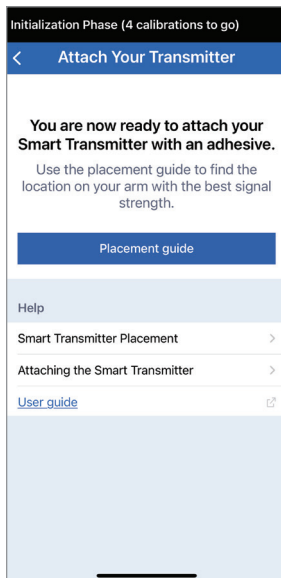 Initialization Phase (4 calibrations to go)
Attach Your Transmitter
You are now ready to attach your
Smart Transmitter with an adhesive.
Use the placement guide to find the
location on your arm with the best signal
strength.
Placement guide
Help
Smart Transmitter Placement
Attaching the Smart Transmitter
User guide